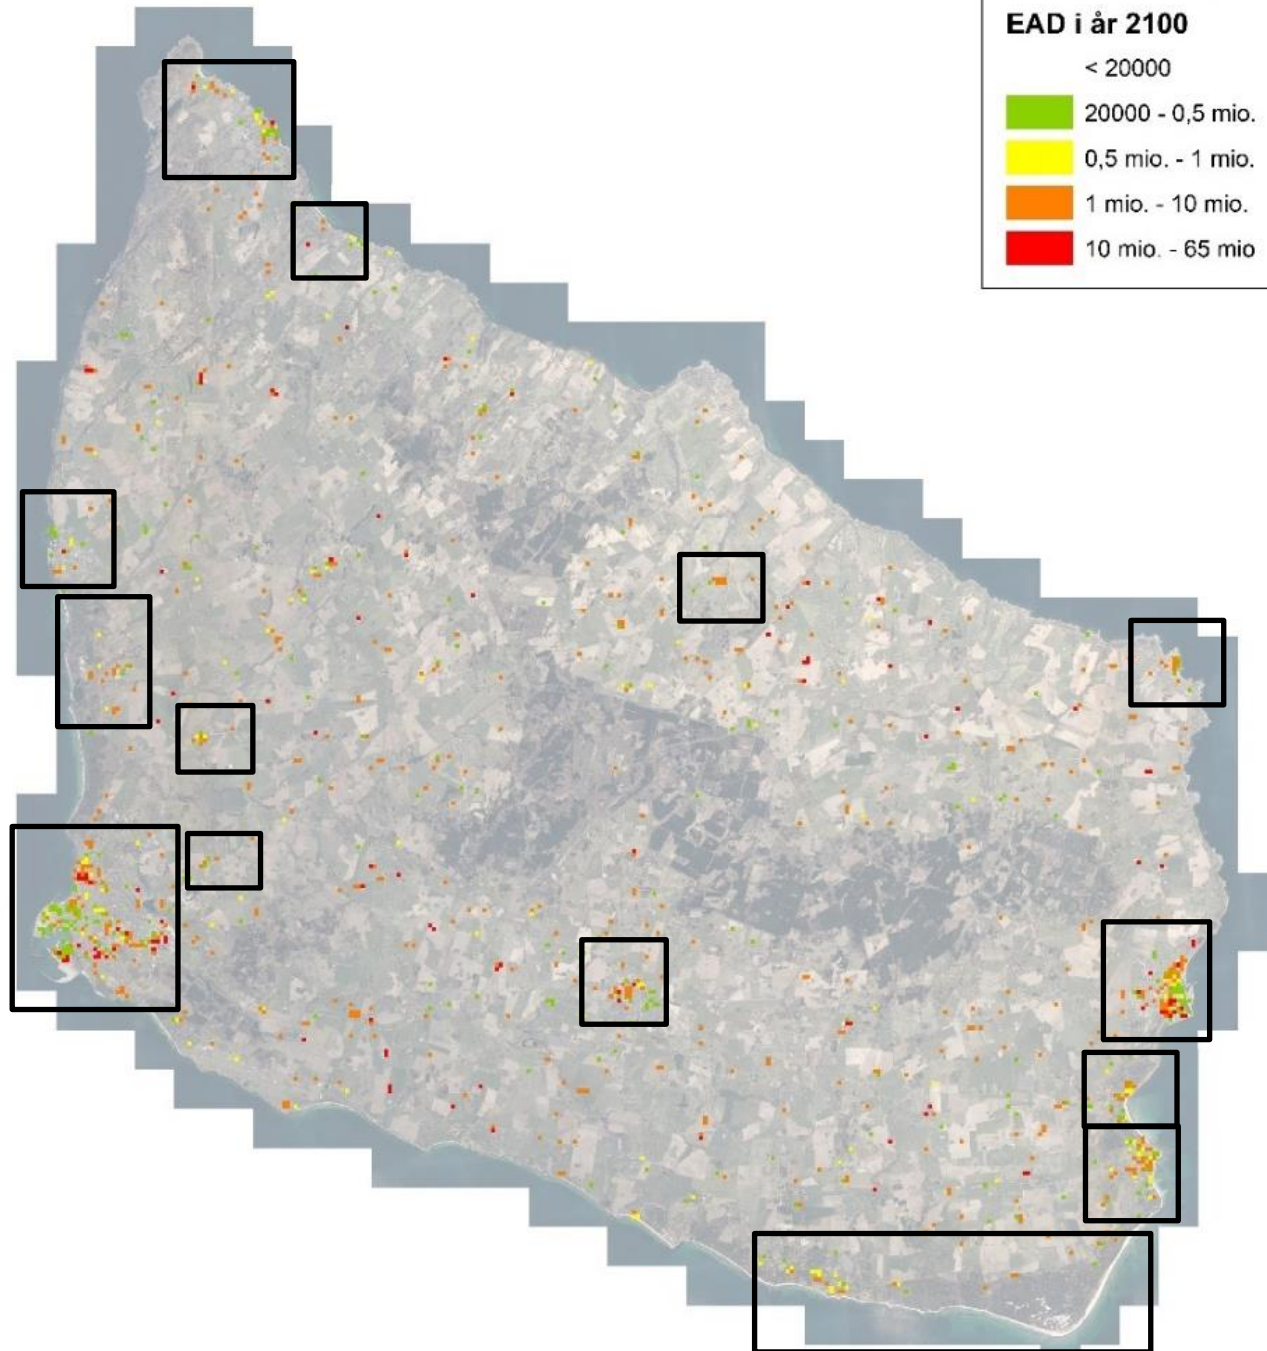 EAD i år 2100
< 20000
20000 - 0,5 mio.
0,5 mio. - 1 mio.
1 mio. - 10 mio.
10 mio. - 65 mio